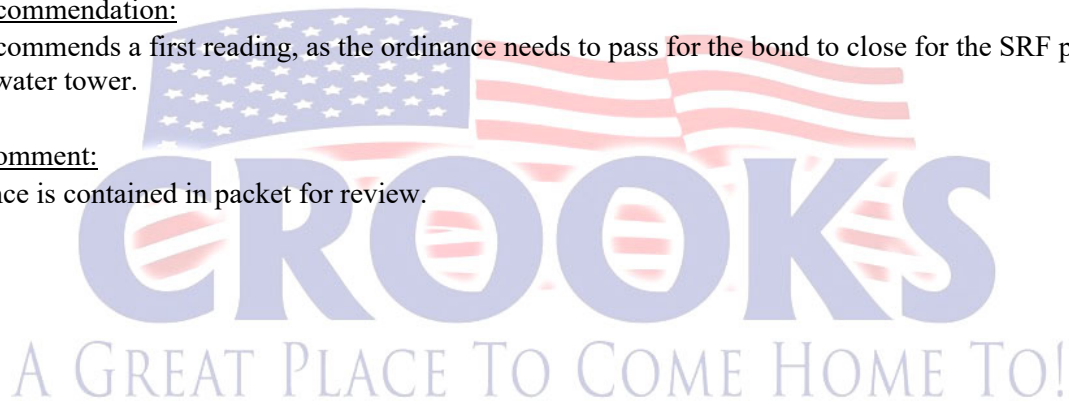 commendation:
commends a first reading, as the ordinance needs to pass for the bond to close for the SRF p
water tower.
omment:
nce is contained in packet for review.
CROOKS
A GREAT PLACE TO COME HOME TO!